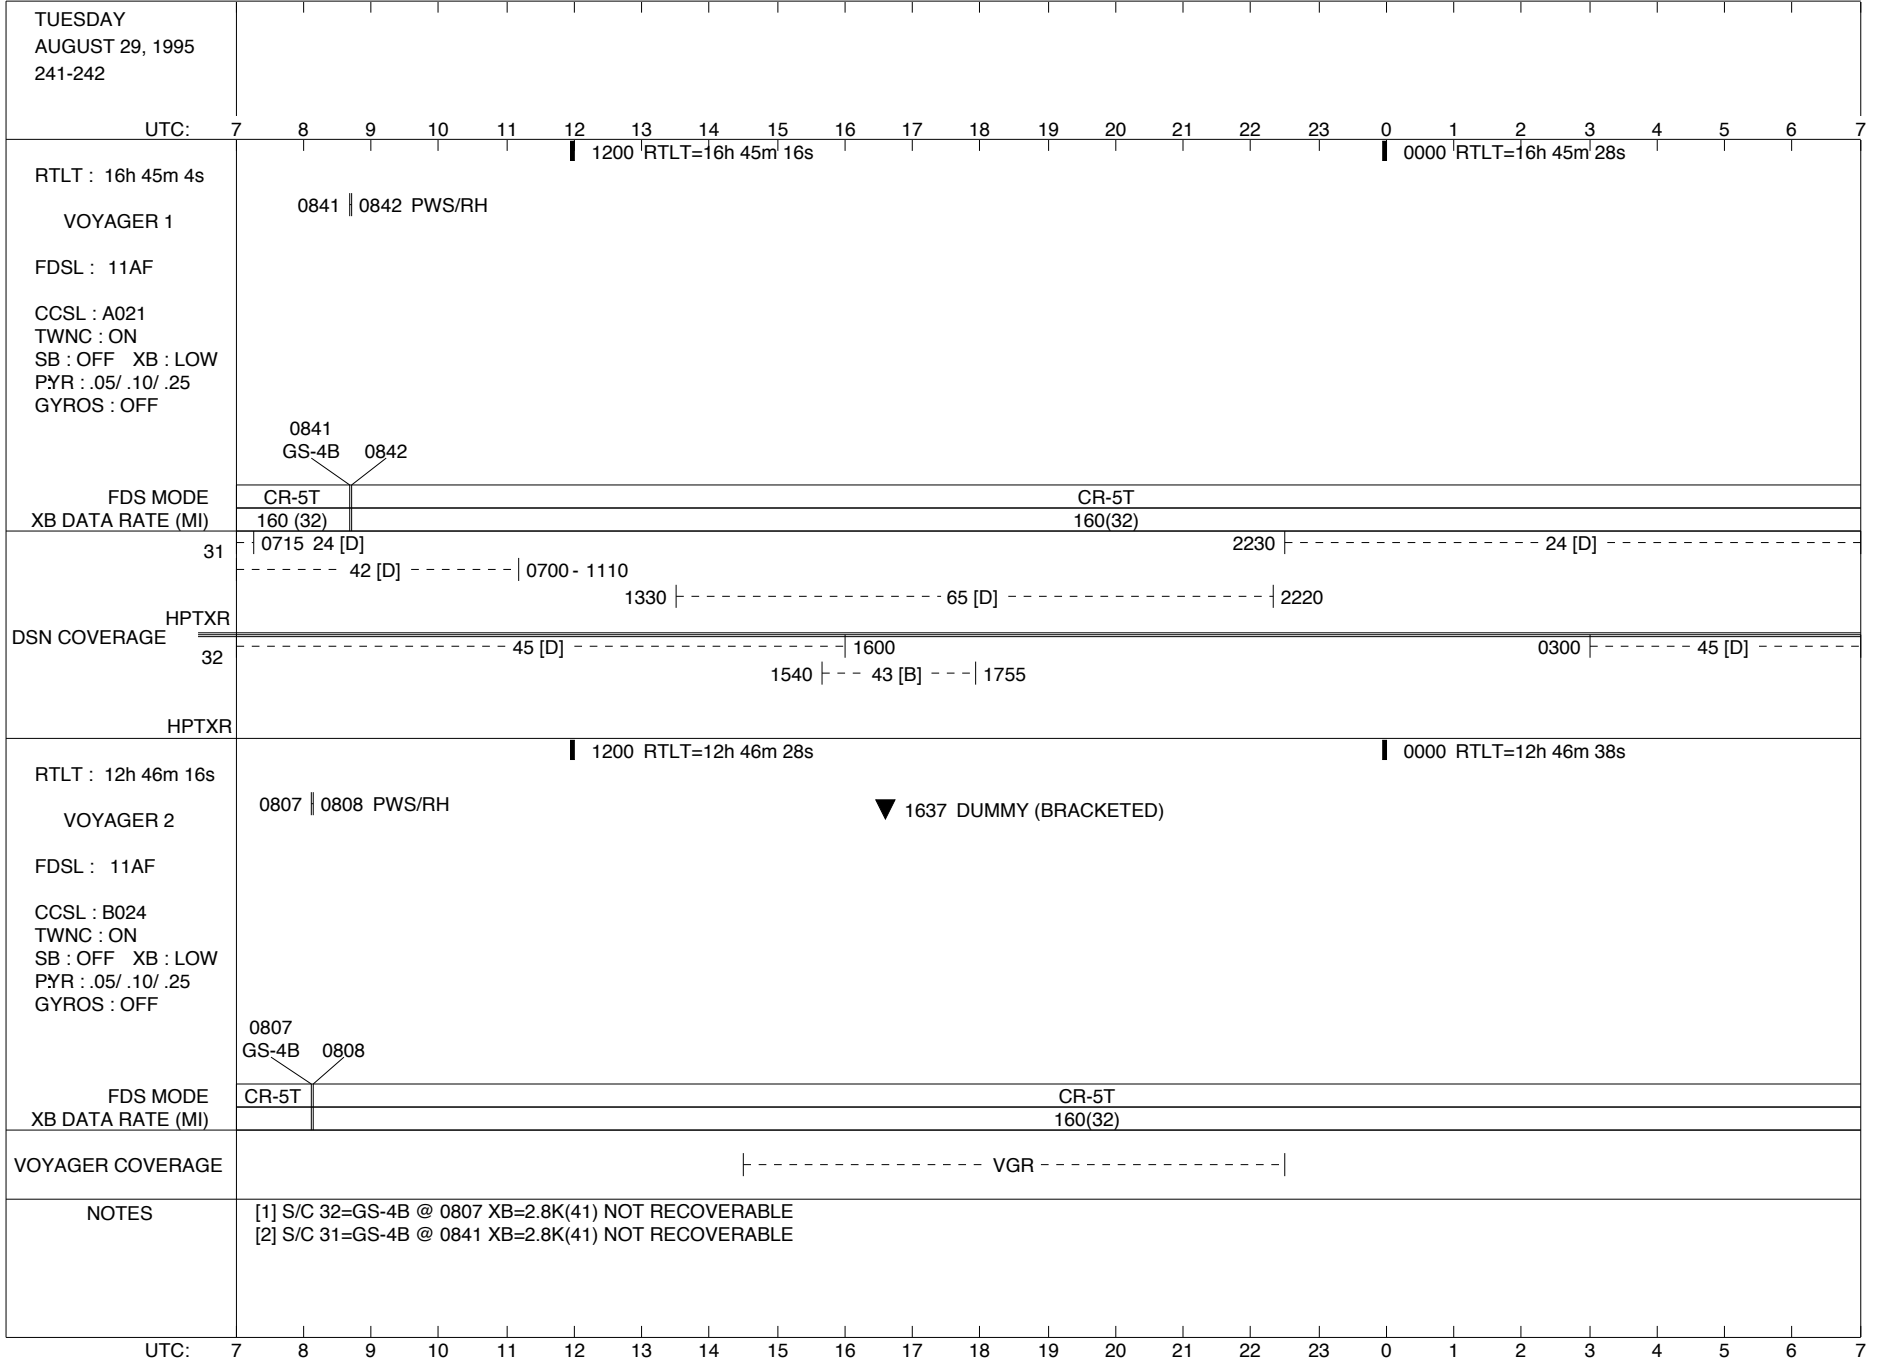 TUESDAY
AUGUST 29, 1995
241-242
UTC: 7 8 9 10 11 12 13 14 15 16 17 18 19 20 21 22 23 0 1 2 3 4 5 6 7
1200 RTLT=16h 45m 16s 0000 RTLT=16h 45m 28s
RTLT : 16h 45m 4s
0841 0842 PWS/RH
VOYAGER 1
FDSL : 11AF
CCSL : A021
TWNC : ON
SB : OFF XB : LOW
P:YR : .05/ .10/ .25
GYROS : OFF
0841
GS-4B 0842
FDS MODE CR-5T CR-5T
XB DATA RATE (MI) 160 (32) 160(32)
31 0715 24 [D] 2230 24 [D]
42 [D] 0700 - 1110
1330 65 [D] 2220
HPTXR
DSN COVERAGE
32 45 [D] 1600 0300 45 [D]
1540 43 [B] 1755
HPTXR
1200 RTLT=12h 46m 28s 0000 RTLT=12h 46m 38s
RTLT : 12h 46m 16s
0807 0808 PWS/RH 1637 DUMMY (BRACKETED)
VOYAGER 2
FDSL : 11AF
CCSL : B024
TWNC : ON
SB : OFF XB : LOW
P:YR : .05/ .10/ .25
GYROS : OFF
0807
GS-4B 0808
FDS MODE CR-5T CR-5T
XB DATA RATE (MI) 160(32)
VOYAGER COVERAGE VGR
NOTES [1] S/C 32=GS-4B @ 0807 XB=2.8K(41) NOT RECOVERABLE
[2] S/C 31=GS-4B @ 0841 XB=2.8K(41) NOT RECOVERABLE
UTC: 7 8 9 10 11 12 13 14 15 16 17 18 19 20 21 22 23 0 1 2 3 4 5 6 7